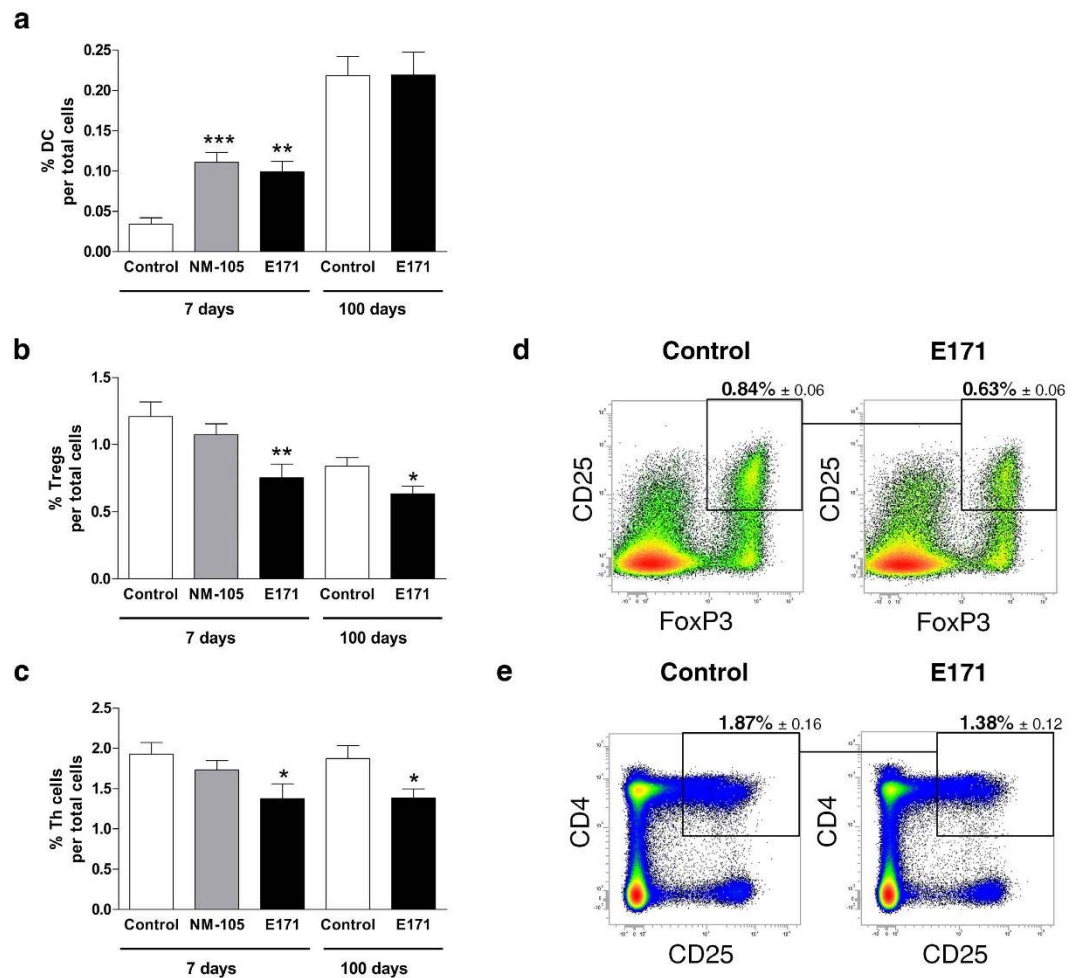 a
0.25
0.20
0.15
0.10
0.05
0.00
% DC
per total cells
***
**
Control NM-105 E171 Control E171
7 days 100 days
b
1.5
1.0
0.5
0.0
% Tregs
per total cells
**
*
Control NM-105 E171 Control E171
7 days 100 days
c
2.5
2.0
1.5
1.0
0.5
0.0
% Th cells
per total cells
*
*
Control NM-105 E171 Control E171
7 days 100 days
d
Control E171
0.84% ± 0.06 0.63% ± 0.06
CD25 CD25
FoxP3 FoxP3
e
Control E171
1.87% ± 0.16 1.38% ± 0.12
CD4 CD4
CD25 CD25